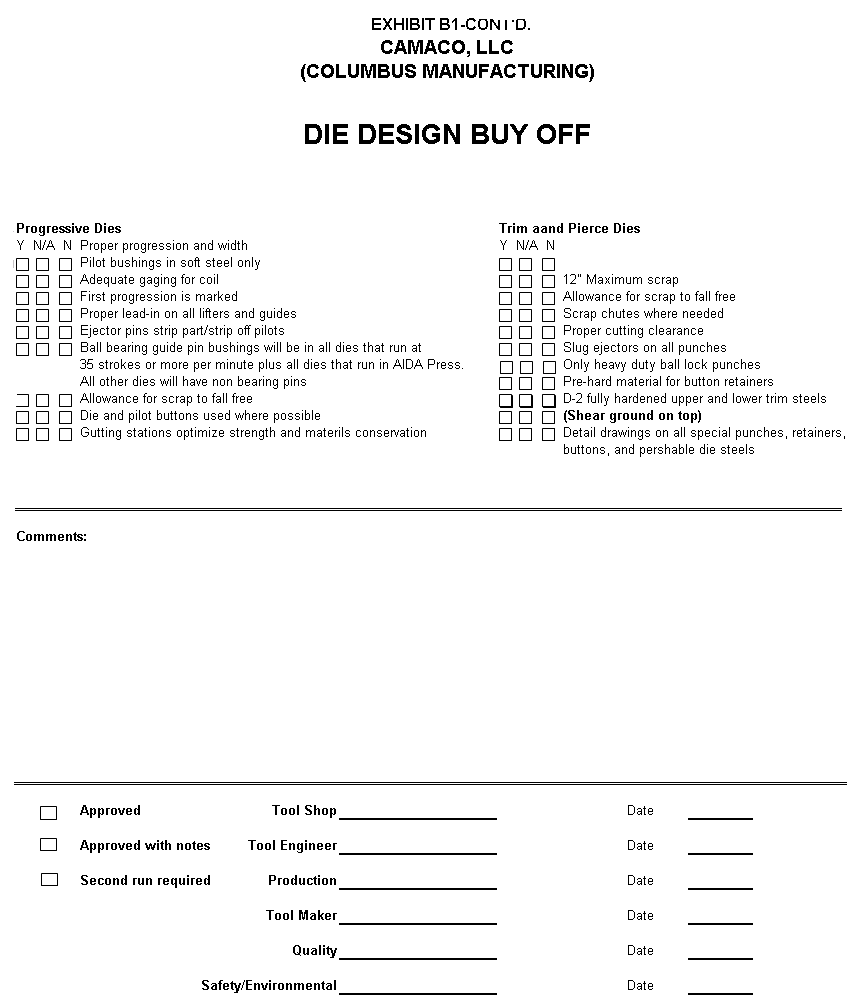 EXHIBIT B1-CONT'D.
CAMACO, LLC
(COLUMBUS MANUFACTURING)
DIE DESIGN BUY OFF
Progressive Dies
Y N/A N Proper progression and width
Pilot bushings in soft steel only
Adequate gaging for coil
First progression is marked
Proper lead-in on all lifters and guides
Ejector pins strip part/strip off pilots
Ball bearing guide pin bushings will be in all dies that run at
35 strokes or more per minute plus all dies that run in AIDA Press.
All other dies will have non bearing pins
Allowance for scrap to fall free
Die and pilot buttons used where possible
Gutting stations optimize strength and materils conservation
Trim aand Pierce Dies
Y N/A N
12" Maximum scrap
Allowance for scrap to fall free
Scrap chutes where needed
Proper cutting clearance
Slug ejectors on all punches
Only heavy duty ball lock punches
Pre-hard material for button retainers
D-2 fully hardened upper and lower trim steels
(Shear ground on top)
Detail drawings on all special punches, retainers,
buttons, and pershable die steels
Comments:
Approved Tool Shop Date
Approved with notes Tool Engineer Date
Second run required Production Date
Tool Maker Date
Quality Date
Safety/Environmental Date